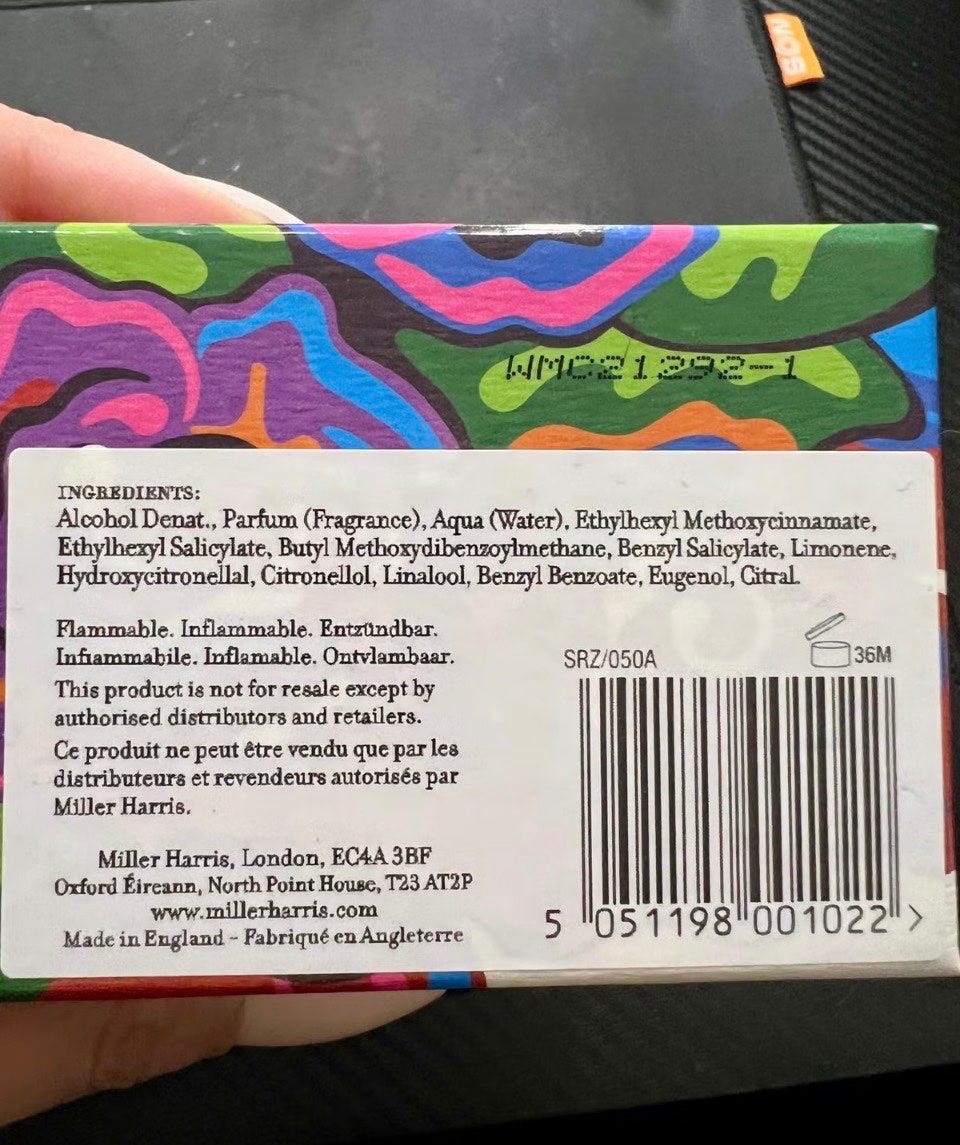 SON
WMC21292-1
INGREDIENTS:
Alcohol Denat., Parfum (Fragrance), Aqua (Water), Ethylhexyl Methoxycinnamate,
Ethylhexyl Salicylate, Butyl Methoxydibenzoylmethane, Benzyl Salicylate, Limonene,
Hydroxycitronellal, Citronellol, Linalool, Benzyl Benzoate, Eugenol, Citral.
Flammable. Inflammable. Entzündbar.
Infiammabile. Inflamable. Ontvlambaar.
This product is not for resale except by
authorised distributors and retailers.
Ce produit ne peut être vendu que par les
distributeurs et revendeurs autorisés par
Miller Harris.
Miller Harris, London, EC4A 3BF
Oxford Éireann, North Point House, T23 AT2P
www.millerharris.com
Made in England - Fabriqué en Angleterre
SRZ/050A
36M
5 051198 001022 >